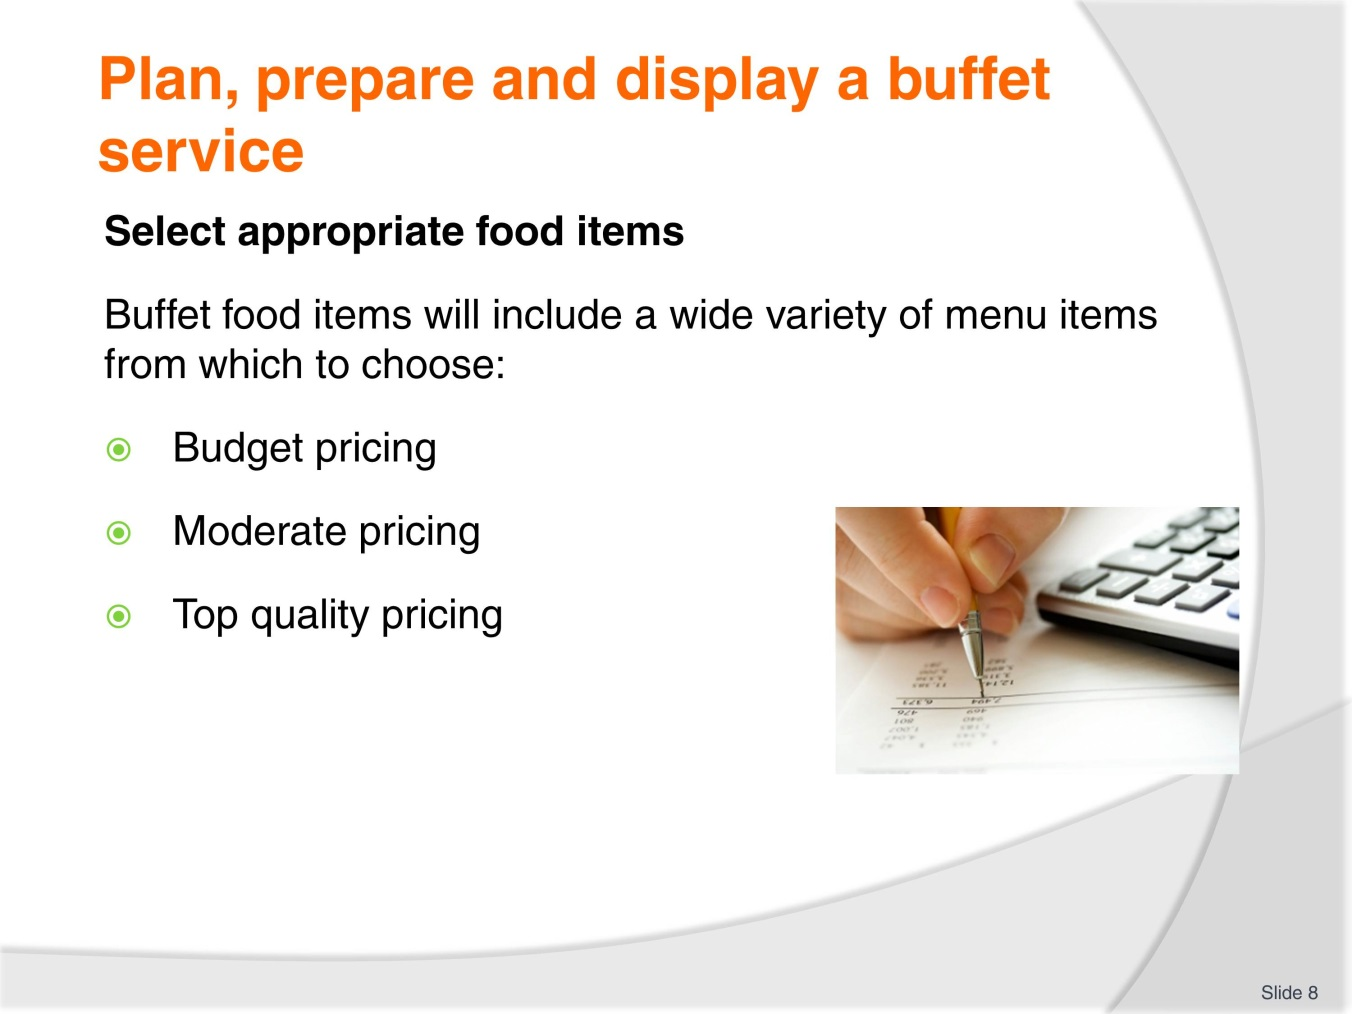 Plan, prepare and display a buffet
service
Select appropriate food items
Buffet food items will include a wide variety of menu items
from which to choose:
Budget pricing
Moderate pricing
Top quality pricing
Slide 8